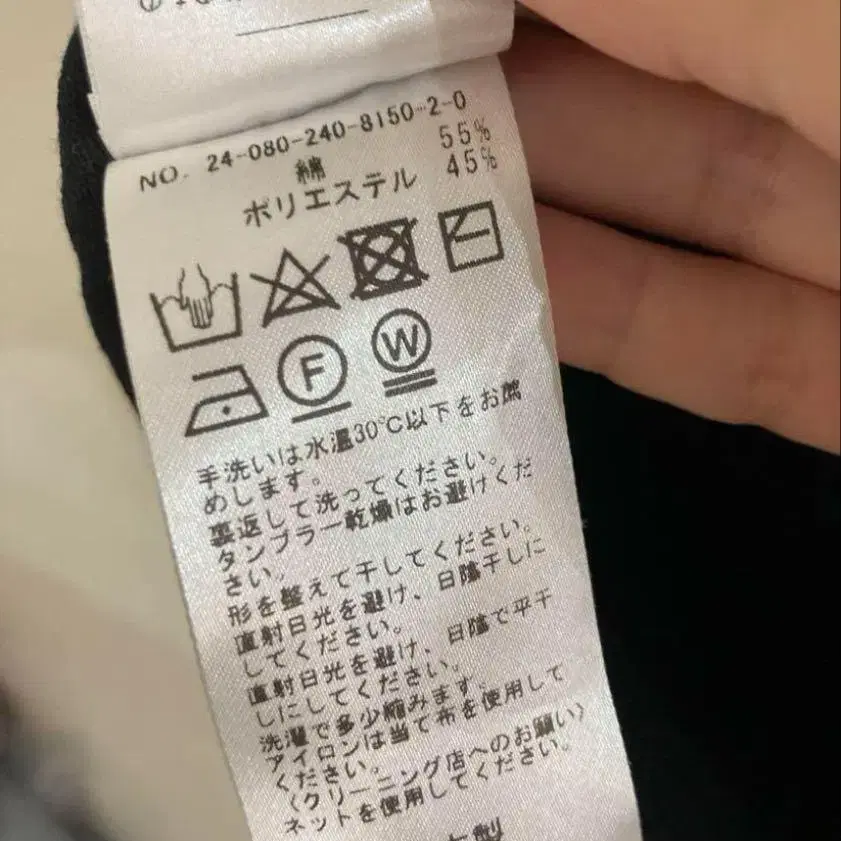 NO. 24-080-240-8150-2-0
綿 55%
ポリエステル 45%
F W
手洗いは水温30℃以下をお薦
めします。
裏返して洗ってください。
タンブラー乾燥はお避けくだ
さい。
形を整えて干してください。
直射日光を避け、日陰干しに
してください。
直射日光を避け、日陰で平干
しにしてください。
洗濯で多少縮みます。
アイロンは当て布を使用して
ください。
〈クリーニング店へのお願い〉
ネットを使用してください。
製